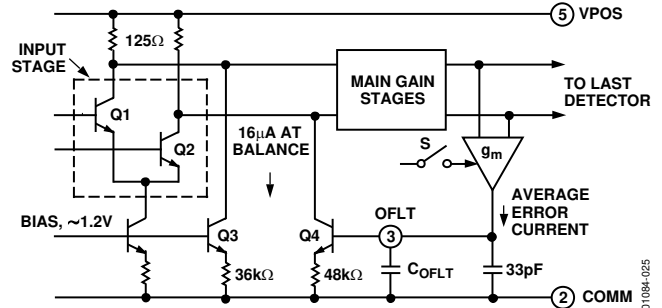 5 VPOS
125Ω
INPUT
STAGE
MAIN GAIN
STAGES
TO LAST
DETECTOR
Q1
Q2
16μA AT
BALANCE
S
gm
BIAS, ~1.2V
Q3
Q4
OFLT
3
AVERAGE
ERROR
CURRENT
36kΩ
48kΩ
COFLT
33pF
2 COMM
01084-025